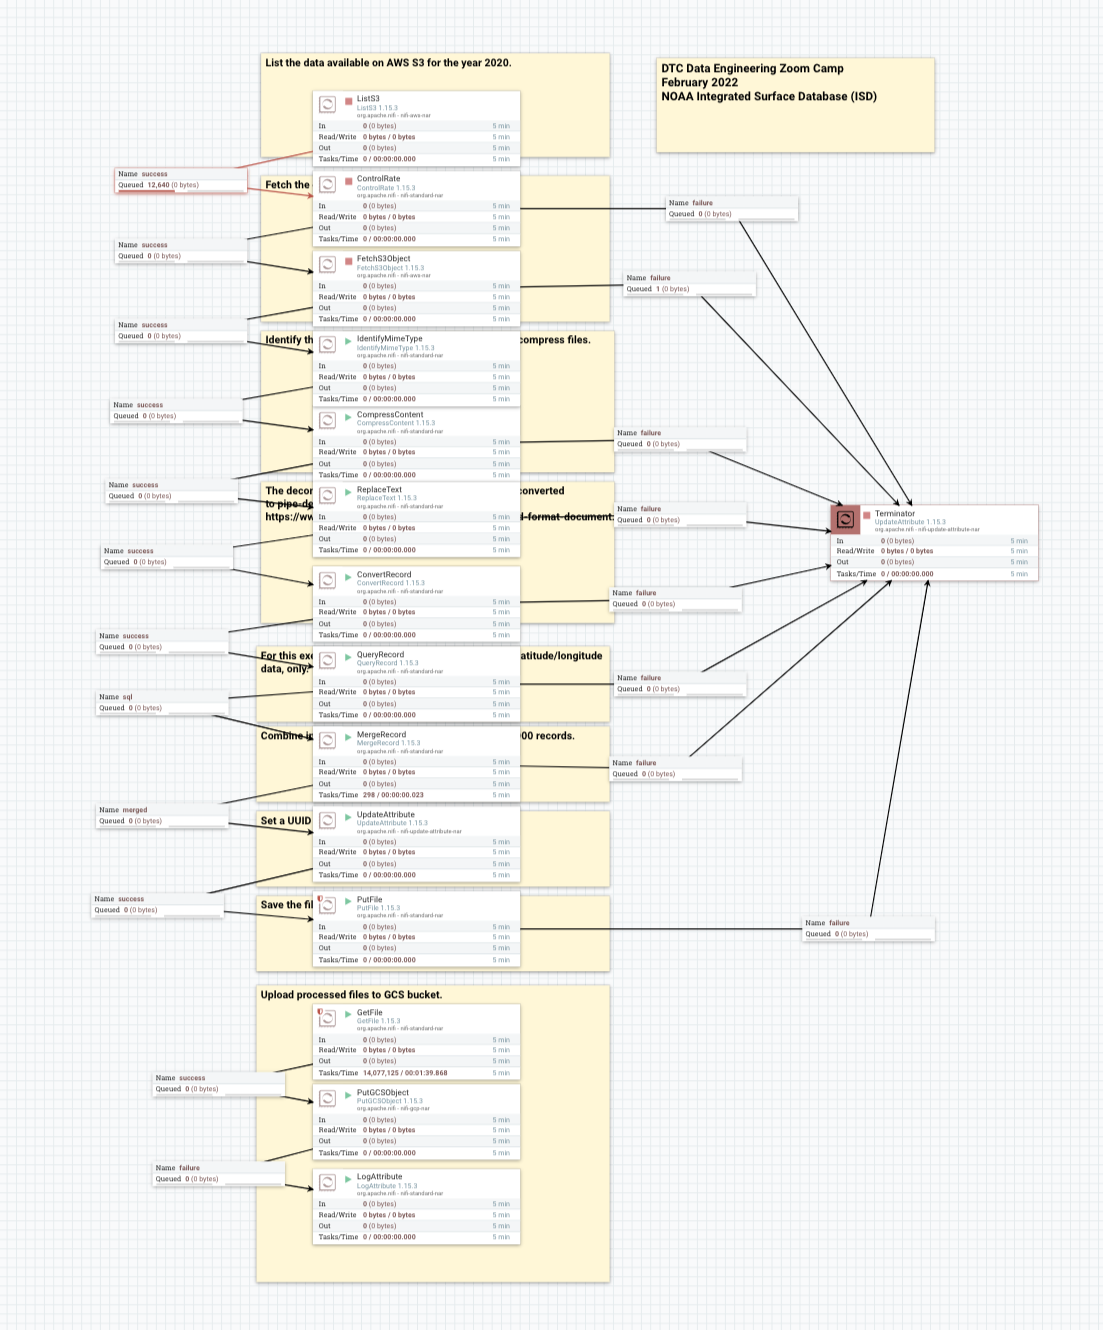 List the data available on AWS S3 for the year 2020.
DTC Data Engineering Zoom Camp
February 2022
NOAA Integrated Surface Database (ISD)
ListS3
ListS3 1.15.3
org.apache.nifi - nifi-aws-nar
In 0 (0 bytes) 5 min
Read/Write 0 bytes / 0 bytes 5 min
Out 0 (0 bytes) 5 min
Tasks/Time 0 / 00:00:00.000 5 min
Name success
Queued 12,640 (0 bytes)
Fetch the
ControlRate
ControlRate 1.15.3
org.apache.nifi - nifi-standard-nar
In 0 (0 bytes) 5 min
Read/Write 0 bytes / 0 bytes 5 min
Out 0 (0 bytes) 5 min
Tasks/Time 0 / 00:00:00.000 5 min
Name failure
Queued 0 (0 bytes)
Name success
Queued 0 (0 bytes)
FetchS3Object
FetchS3Object 1.15.3
org.apache.nifi - nifi-aws-nar
In 0 (0 bytes) 5 min
Read/Write 0 bytes / 0 bytes 5 min
Out 0 (0 bytes) 5 min
Tasks/Time 0 / 00:00:00.000 5 min
Name failure
Queued 1 (0 bytes)
Name success
Queued 0 (0 bytes)
Identify th compress files.
IdentifyMimeType
IdentifyMimeType 1.15.3
org.apache.nifi - nifi-standard-nar
In 0 (0 bytes) 5 min
Read/Write 0 bytes / 0 bytes 5 min
Out 0 (0 bytes) 5 min
Tasks/Time 0 / 00:00:00.000 5 min
Name success
Queued 0 (0 bytes)
CompressContent
CompressContent 1.15.3
org.apache.nifi - nifi-standard-nar
In 0 (0 bytes) 5 min
Read/Write 0 bytes / 0 bytes 5 min
Out 0 (0 bytes) 5 min
Tasks/Time 0 / 00:00:00.000 5 min
Name failure
Queued 0 (0 bytes)
Name success
Queued 0 (0 bytes)
The decor converted
to pipe-de
https://ww d-format-document:
ReplaceText
ReplaceText 1.15.3
org.apache.nifi - nifi-standard-nar
In 0 (0 bytes) 5 min
Read/Write 0 bytes / 0 bytes 5 min
Out 0 (0 bytes) 5 min
Tasks/Time 0 / 00:00:00.000 5 min
Name failure
Queued 0 (0 bytes)
Terminator
UpdateAttribute 1.15.3
org.apache.nifi - nifi-update-attribute-nar
In 0 (0 bytes) 5 min
Read/Write 0 bytes / 0 bytes 5 min
Out 0 (0 bytes) 5 min
Tasks/Time 0 / 00:00:00.000 5 min
Name success
Queued 0 (0 bytes)
ConvertRecord
ConvertRecord 1.15.3
org.apache.nifi - nifi-standard-nar
In 0 (0 bytes) 5 min
Read/Write 0 bytes / 0 bytes 5 min
Out 0 (0 bytes) 5 min
Tasks/Time 0 / 00:00:00.000 5 min
Name failure
Queued 0 (0 bytes)
Name success
Queued 0 (0 bytes)
For this exe atitude/longitude
data, only.
QueryRecord
QueryRecord 1.15.3
org.apache.nifi - nifi-standard-nar
In 0 (0 bytes) 5 min
Read/Write 0 bytes / 0 bytes 5 min
Out 0 (0 bytes) 5 min
Tasks/Time 0 / 00:00:00.000 5 min
Name failure
Queued 0 (0 bytes)
Name sql
Queued 0 (0 bytes)
Combine 00 records.
MergeRecord
MergeRecord 1.15.3
org.apache.nifi - nifi-standard-nar
In 0 (0 bytes) 5 min
Read/Write 0 bytes / 0 bytes 5 min
Out 0 (0 bytes) 5 min
Tasks/Time 298 / 00:00:00.023 5 min
Name failure
Queued 0 (0 bytes)
Name merged
Queued 0 (0 bytes)
Set a UUID
UpdateAttribute
UpdateAttribute 1.15.3
org.apache.nifi - nifi-update-attribute-nar
In 0 (0 bytes) 5 min
Read/Write 0 bytes / 0 bytes 5 min
Out 0 (0 bytes) 5 min
Tasks/Time 0 / 00:00:00.000 5 min
Name success
Queued 0 (0 bytes)
Save the fil
PutFile
PutFile 1.15.3
org.apache.nifi - nifi-standard-nar
In 0 (0 bytes) 5 min
Read/Write 0 bytes / 0 bytes 5 min
Out 0 (0 bytes) 5 min
Tasks/Time 0 / 00:00:00.000 5 min
Name failure
Queued 0 (0 bytes)
Upload processed files to GCS bucket.
GetFile
GetFile 1.15.3
org.apache.nifi - nifi-standard-nar
In 0 (0 bytes) 5 min
Read/Write 0 bytes / 0 bytes 5 min
Out 0 (0 bytes) 5 min
Tasks/Time 14,077,125 / 00:01:39.868 5 min
Name success
Queued 0 (0 bytes)
PutGCSObject
PutGCSObject 1.15.3
org.apache.nifi - nifi-gcp-nar
In 0 (0 bytes) 5 min
Read/Write 0 bytes / 0 bytes 5 min
Out 0 (0 bytes) 5 min
Tasks/Time 0 / 00:00:00.000 5 min
Name failure
Queued 0 (0 bytes)
LogAttribute
LogAttribute 1.15.3
org.apache.nifi - nifi-standard-nar
In 0 (0 bytes) 5 min
Read/Write 0 bytes / 0 bytes 5 min
Out 0 (0 bytes) 5 min
Tasks/Time 0 / 00:00:00.000 5 min